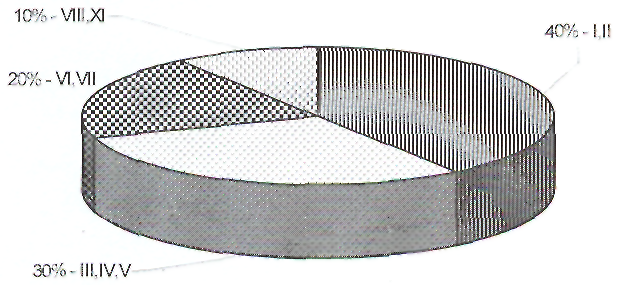 10% - VIII,XI
40% - I,II
20% - VI,VII
30% - III,IV,V